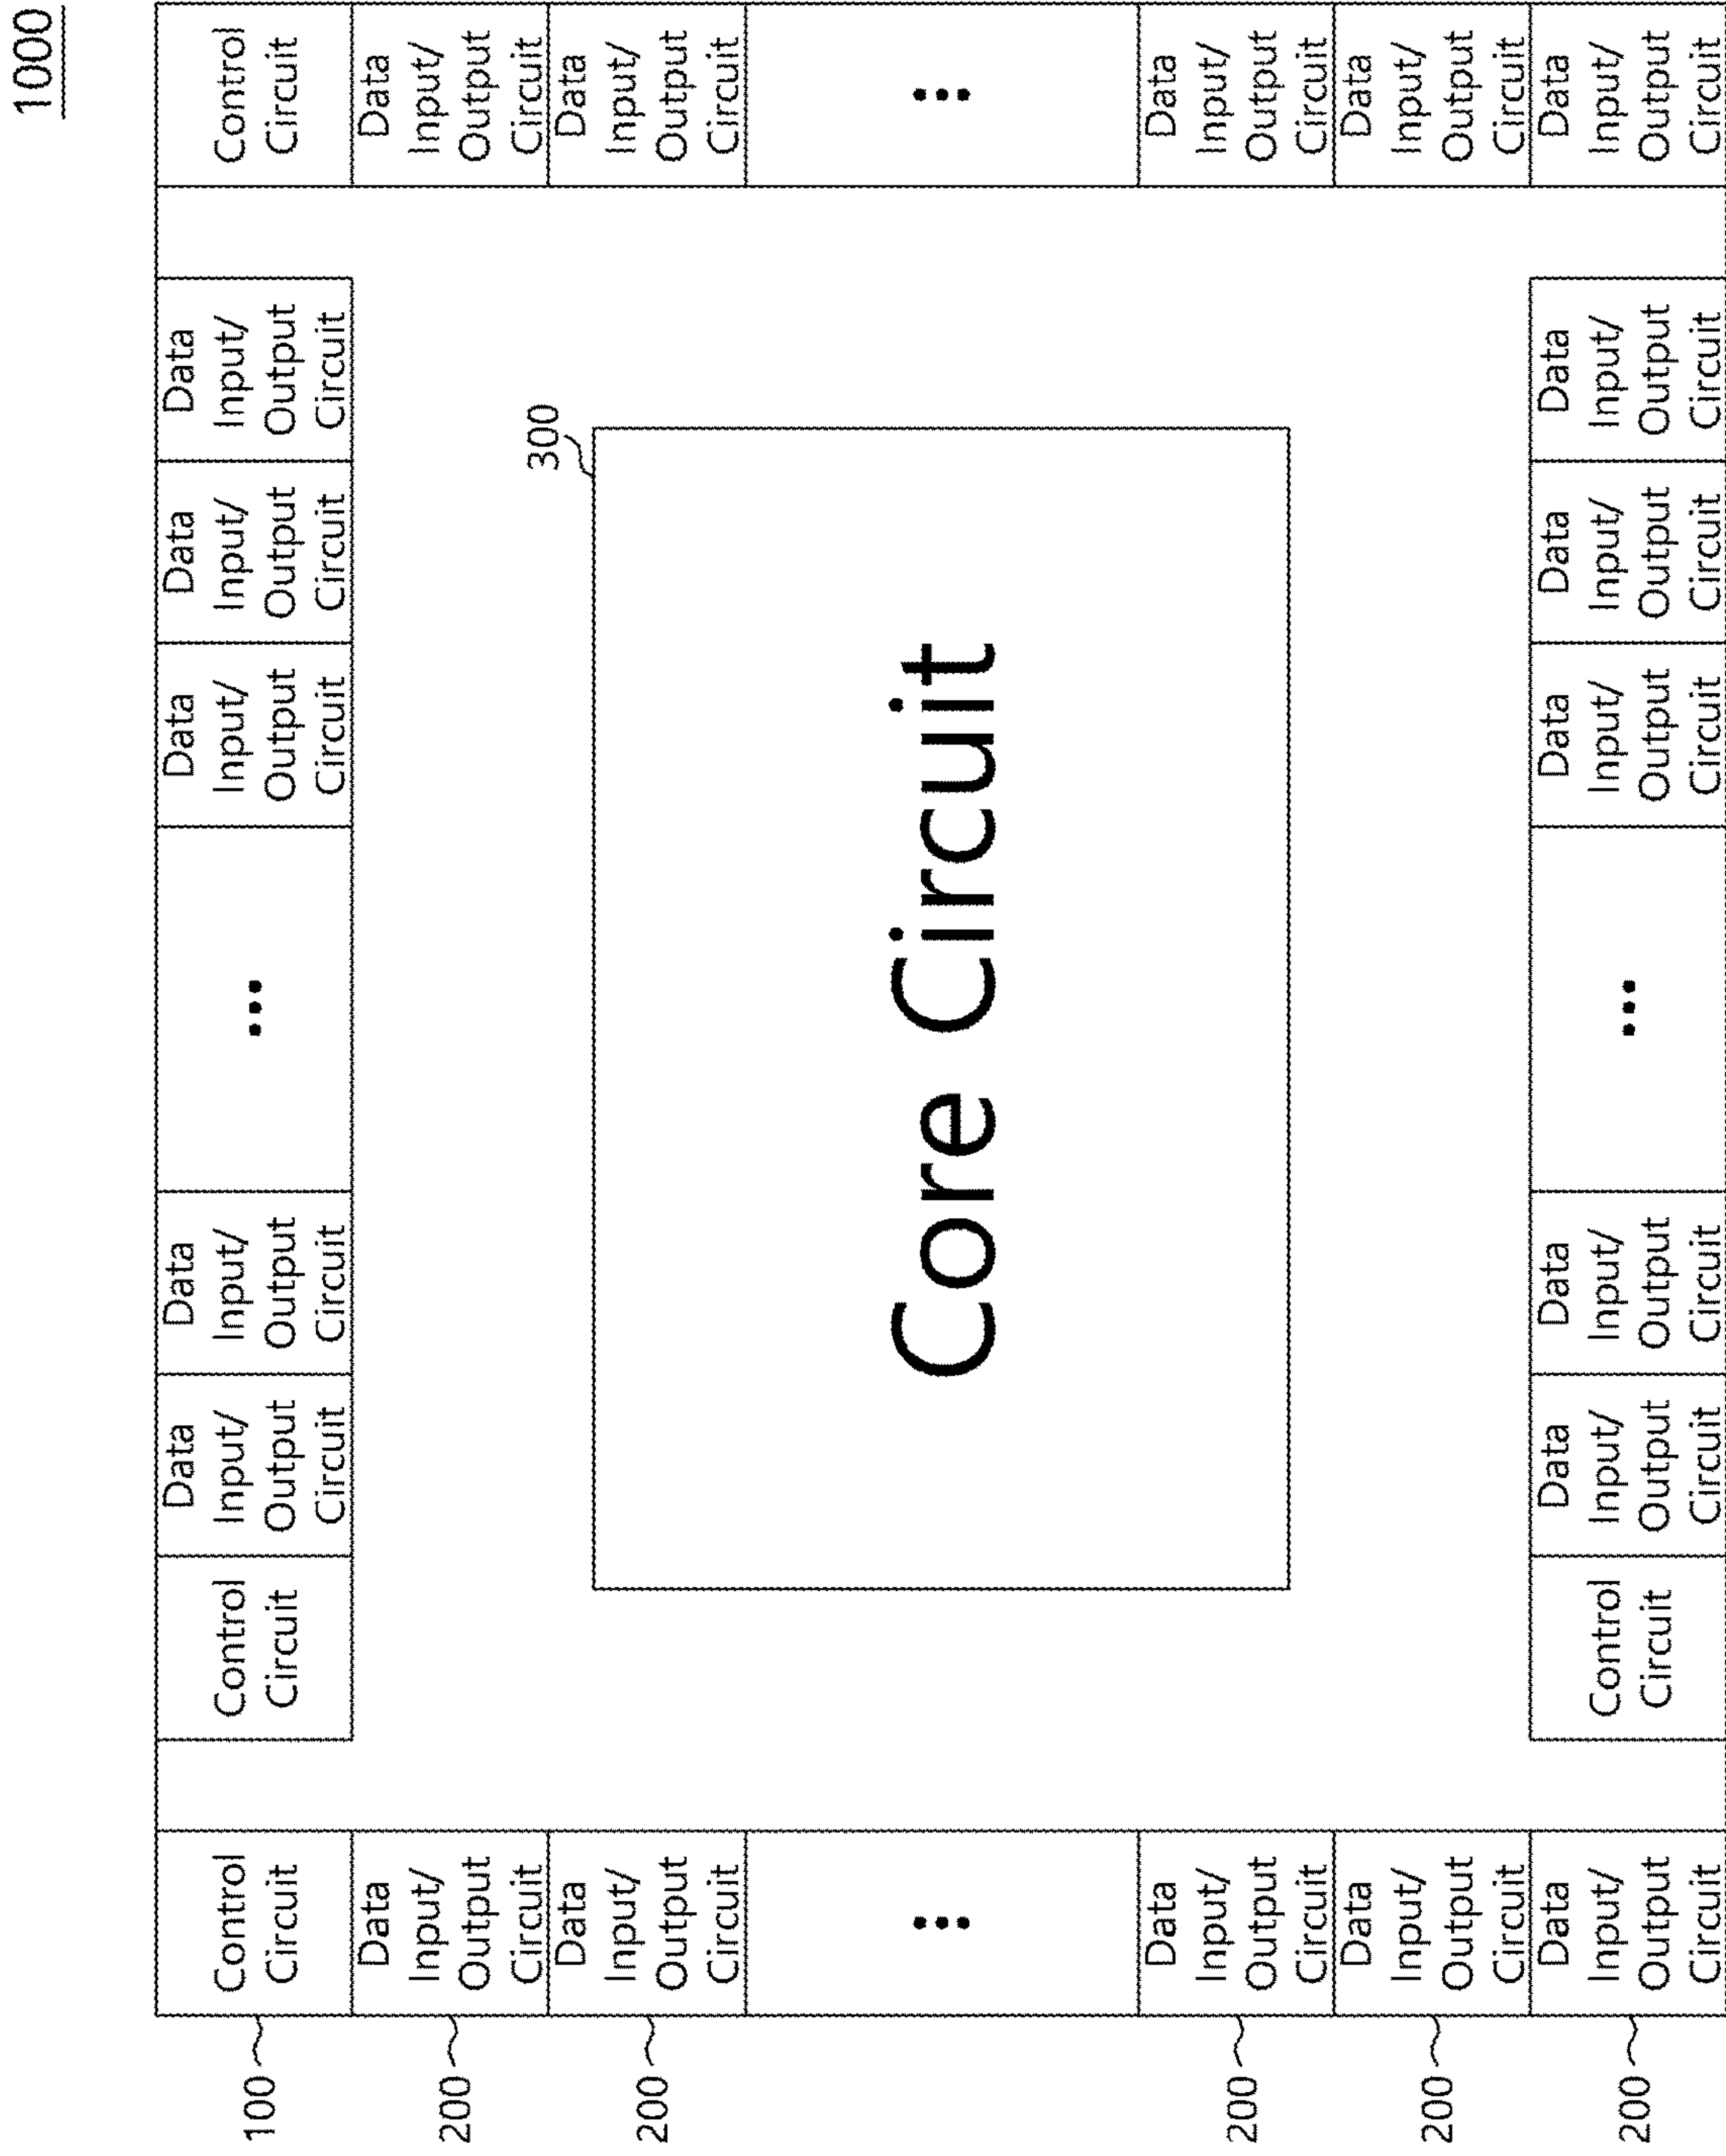 1000
100
Control
Circuit
Control
Circuit
Data
Input/
Output
Circuit
Data
Input/
Output
Circuit
...
Data
Input/
Output
Circuit
Data
Input/
Output
Circuit
Data
Input/
Output
Circuit
Control
Circuit
200
Data
Input/
Output
Circuit
Data
Input/
Output
Circuit
200
Data
Input/
Output
Circuit
300
Data
Input/
Output
Circuit
...
Core Circuit
...
200
Data
Input/
Output
Circuit
Data
Input/
Output
Circuit
200
Data
Input/
Output
Circuit
Data
Input/
Output
Circuit
200
Data
Input/
Output
Circuit
Control
Circuit
Data
Input/
Output
Circuit
Data
Input/
Output
Circuit
...
Data
Input/
Output
Circuit
Data
Input/
Output
Circuit
Data
Input/
Output
Circuit
Data
Input/
Output
Circuit